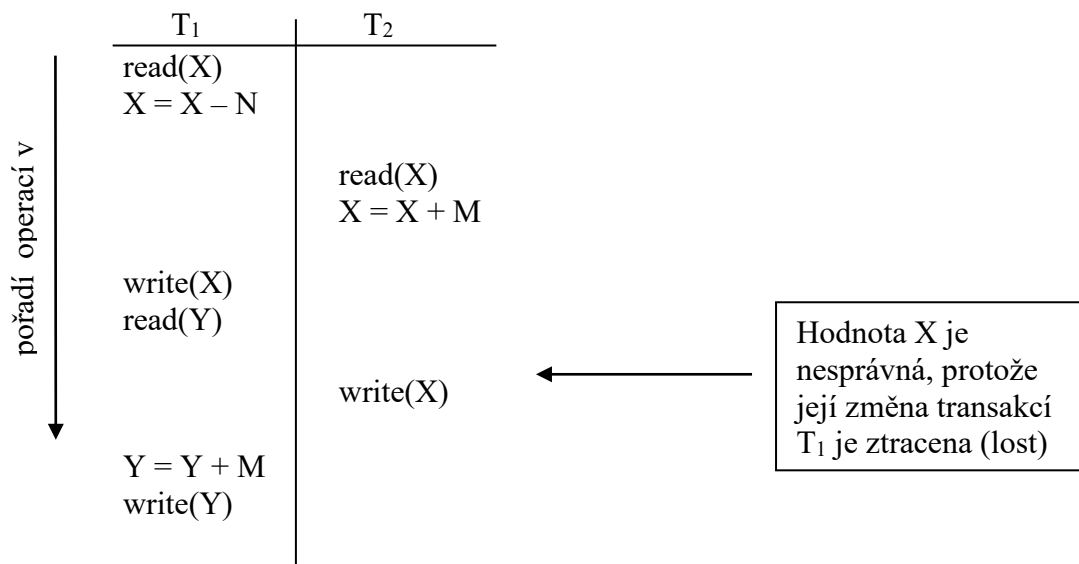 T₁ T₂
read(X)
X = X – N
read(X)
X = X + M
write(X)
read(Y)
write(X)
Y = Y + M
write(Y)
pořadí operací v
Hodnota X je
nesprávná, protože
její změna transakcí
T₁ je ztracena (lost)